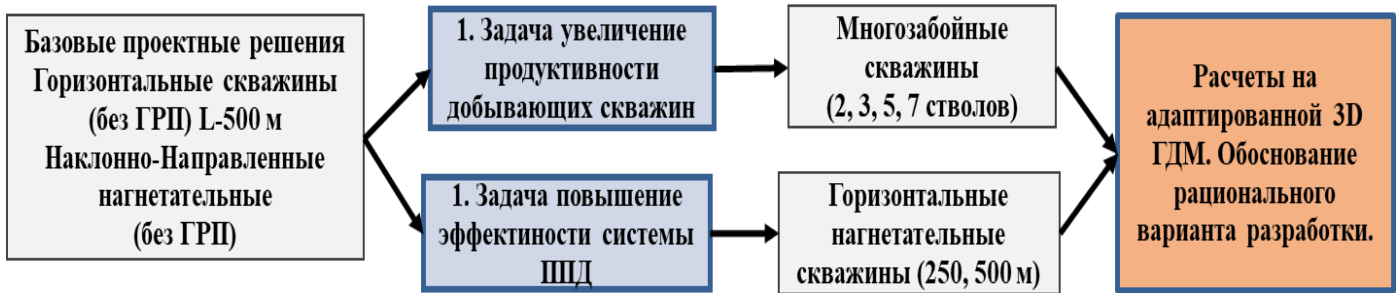 Базовые проектные решения
Горизонтальные скважины
(без ГРП) L-500 м
Наклонно-Направленные
нагнетательные
(без ГРП)
1. Задача увеличение
продуктивности
добывающих скважин
Многозабойные
скважины
(2, 3, 5, 7 стволов)
1. Задача повышение
эффектиности системы
ППД
Горизонтальные
нагнетательные
скважины (250, 500 м)
Расчеты на
адаптированной 3D
ГДМ. Обоснование
рационального
варианта разработки.